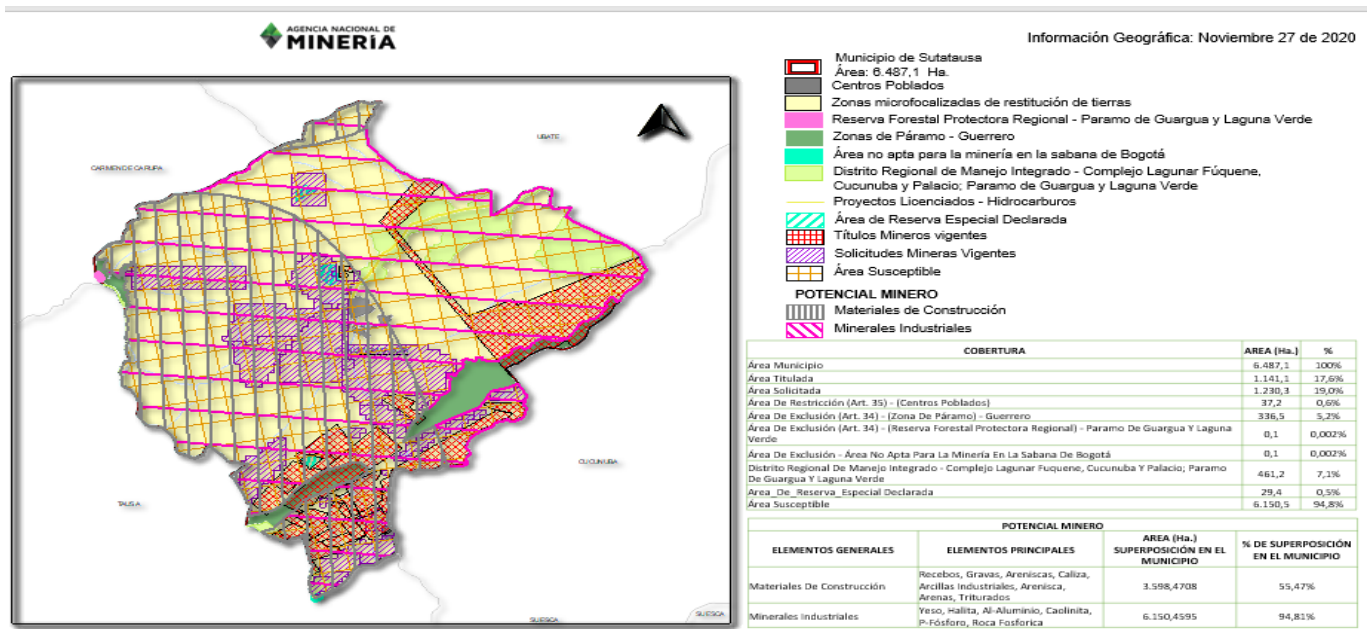 AGENCIA NACIONAL DE
MINERÍA
Información Geográfica: Noviembre 27 de 2020
UBATE
CARMEN DE CARUPA
CUCUNUBA
TAUSA
SUESCA
SUESCA
Municipio de Sutatausa
Área: 6.487,1 Ha.
Centros Poblados
Zonas microfocalizadas de restitución de tierras
Reserva Forestal Protectora Regional - Paramo de Guargua y Laguna Verde
Zonas de Páramo - Guerrero
Área no apta para la minería en la sabana de Bogotá
Distrito Regional de Manejo Integrado - Complejo Lagunar Fúquene,
Cucunuba y Palacio; Paramo de Guargua y Laguna Verde
Proyectos Licenciados - Hidrocarburos
Área de Reserva Especial Declarada
Títulos Mineros vigentes
Solicitudes Mineras Vigentes
Área Susceptible
POTENCIAL MINERO
Materiales de Construcción
Minerales Industriales
COBERTURA AREA (Ha.) %
Área Municipio 6.487,1 100%
Área Titulada 1.141,1 17,6%
Área Solicitada 1.230,3 19,0%
Área De Restricción (Art. 35) - (Centros Poblados) 37,2 0,6%
Área De Exclusión (Art. 34) - (Zona De Páramo) - Guerrero 336,5 5,2%
Área De Exclusión (Art. 34) - (Reserva Forestal Protectora Regional) - Paramo De Guargua Y Laguna
Verde 0,1 0,002%
Área De Exclusión - Área No Apta Para La Minería En La Sabana De Bogotá 0,1 0,002%
Distrito Regional De Manejo Integrado - Complejo Lagunar Fuquene, Cucunuba Y Palacio; Paramo
De Guargua Y Laguna Verde 461,2 7,1%
Area_De_Reserva_Especial Declarada 29,4 0,5%
Área Susceptible 6.150,5 94,8%
POTENCIAL MINERO
ELEMENTOS GENERALES ELEMENTOS PRINCIPALES AREA (Ha.) SUPERPOSICIÓN EN EL MUNICIPIO % DE SUPERPOSICIÓN EN EL MUNICIPIO
Materiales De Construcción Recebos, Gravas, Areniscas, Caliza,
Arcillas Industriales, Arenisca,
Arenas, Triturados 3.598,4708 55,47%
Minerales Industriales Yeso, Halita, Al-Aluminio, Caolinita,
P-Fósforo, Roca Fosforica 6.150,4595 94,81%